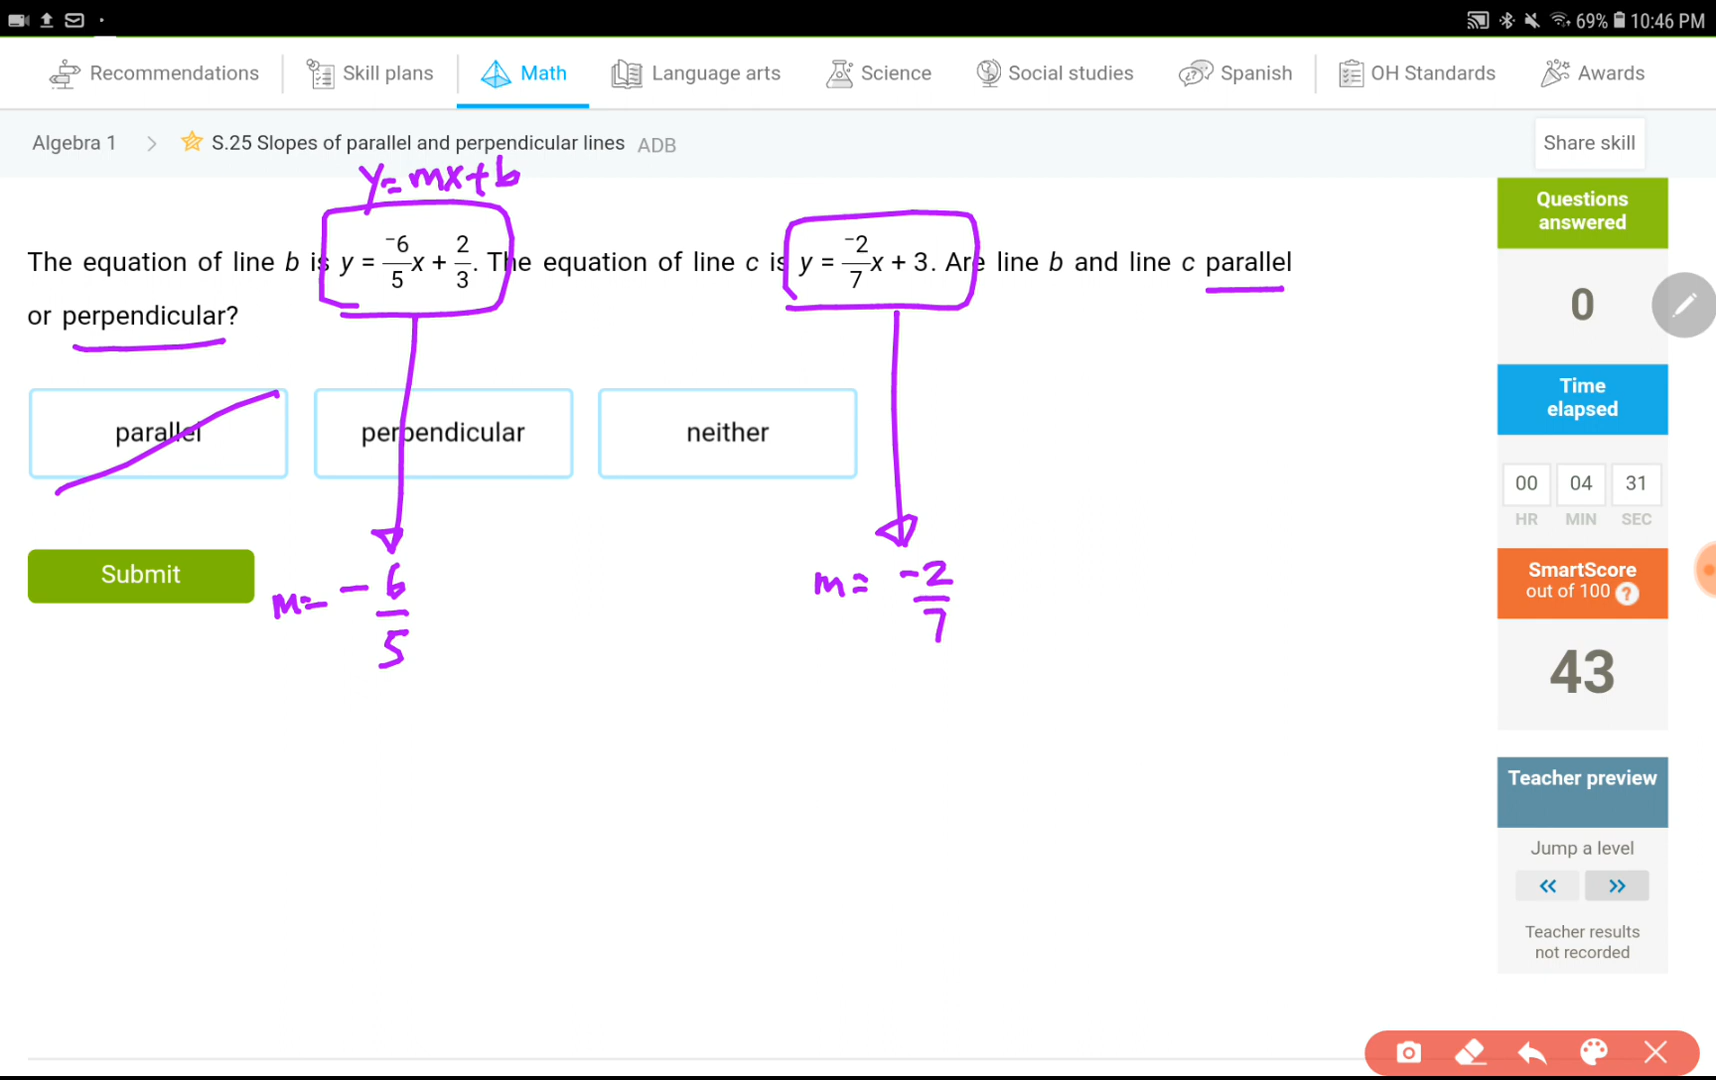 69% 10:46 PM
Recommendations Skill plans Math Language arts Science Social studies Spanish OH Standards Awards
Algebra 1 > S.25 Slopes of parallel and perpendicular lines ADB
Share skill
y=mx+b
The equation of line b is y = -6/5 x + 2/3. The equation of line c is y = -2/7 x + 3. Are line b and line c parallel
or perpendicular?
parallel perpendicular neither
Submit
m= -6/5
m= -2/7
Questions
answered
0
Time
elapsed
00 04 31
HR MIN SEC
SmartScore
out of 100 ?
43
Teacher preview
Jump a level
« »
Teacher results
not recorded